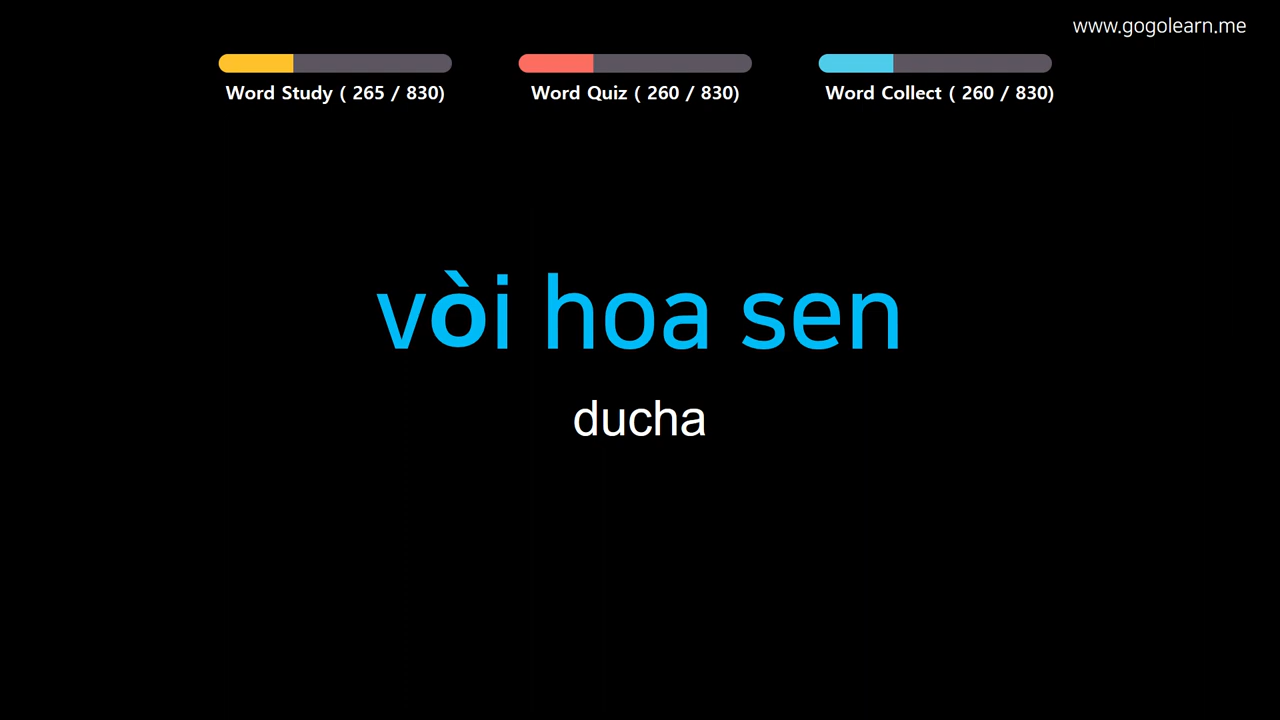 www.gogolearn.me
Word Study ( 265 / 830)
Word Quiz ( 260 / 830)
Word Collect ( 260 / 830)
vòi hoa sen
ducha